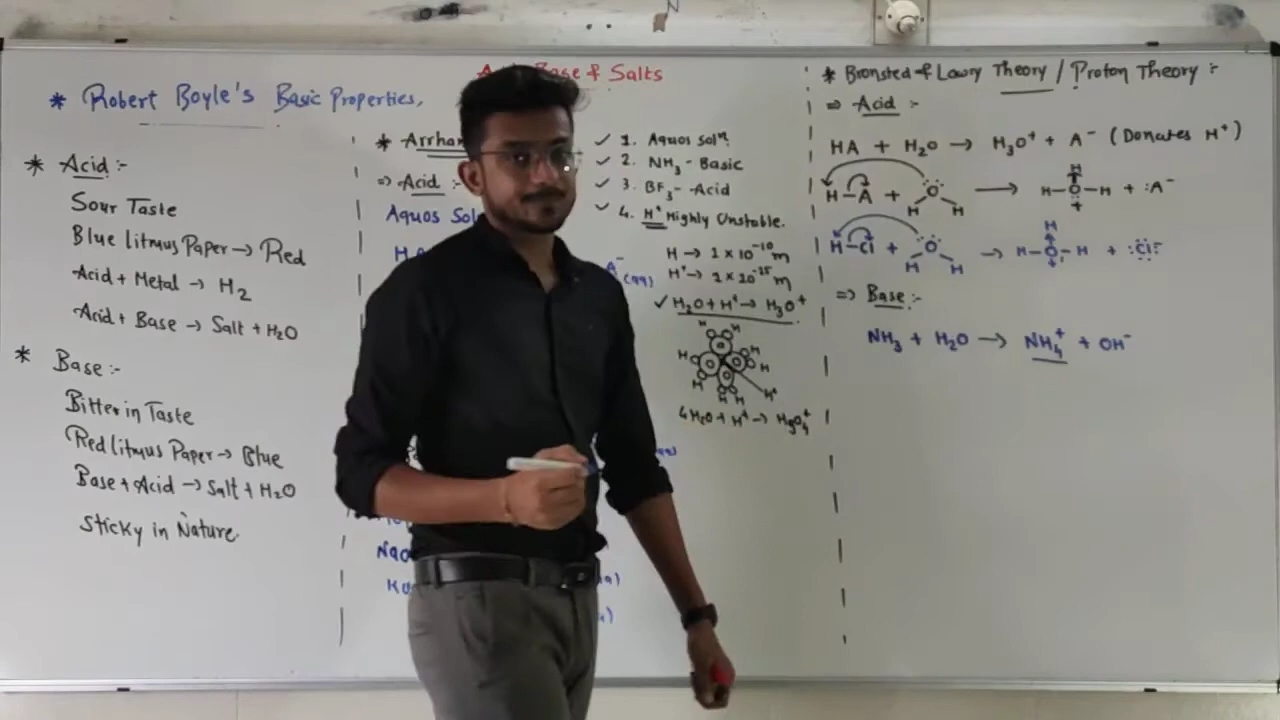 Base & Salts
* Robert Boyle's Basic Properties,
* Acid :-
Sour Taste
Blue Litmus Paper → Red
Acid + Metal → H₂
Acid + Base → Salt + H₂O
* Base :-
Bitter in Taste
Red litmus Paper → Blue
Base + Acid → Salt + H₂O
Sticky in Nature
* Arrh
⇒ Acid :-
Aquos Sol
✓ 1. Aquos Solⁿ.
✓ 2. NH₃ - Basic
✓ 3. BF₃ - Acid
✓ 4. H⁺ Highly Unstable.
H → 1 × 10⁻¹⁰ m
H⁺ → 1 × 10⁻¹⁵ m
✓ H₂O + H⁺ → H₃O⁺
H H
H H
H H
H H H⁺
4H₂O + H⁺ → H₉O₄⁺
A⁻(aq)
* Bronsted & Lowry Theory / Proton Theory :-
⇒ Acid :-
HA + H₂O → H₃O⁺ + A⁻ (Donates H⁺)
H-A + H O H → H-O-H H + + :A⁻
H-Cl + H O H → H-O-H H + + :Cl:⁻
⇒ Base :-
NH₃ + H₂O → NH₄⁺ + OH⁻